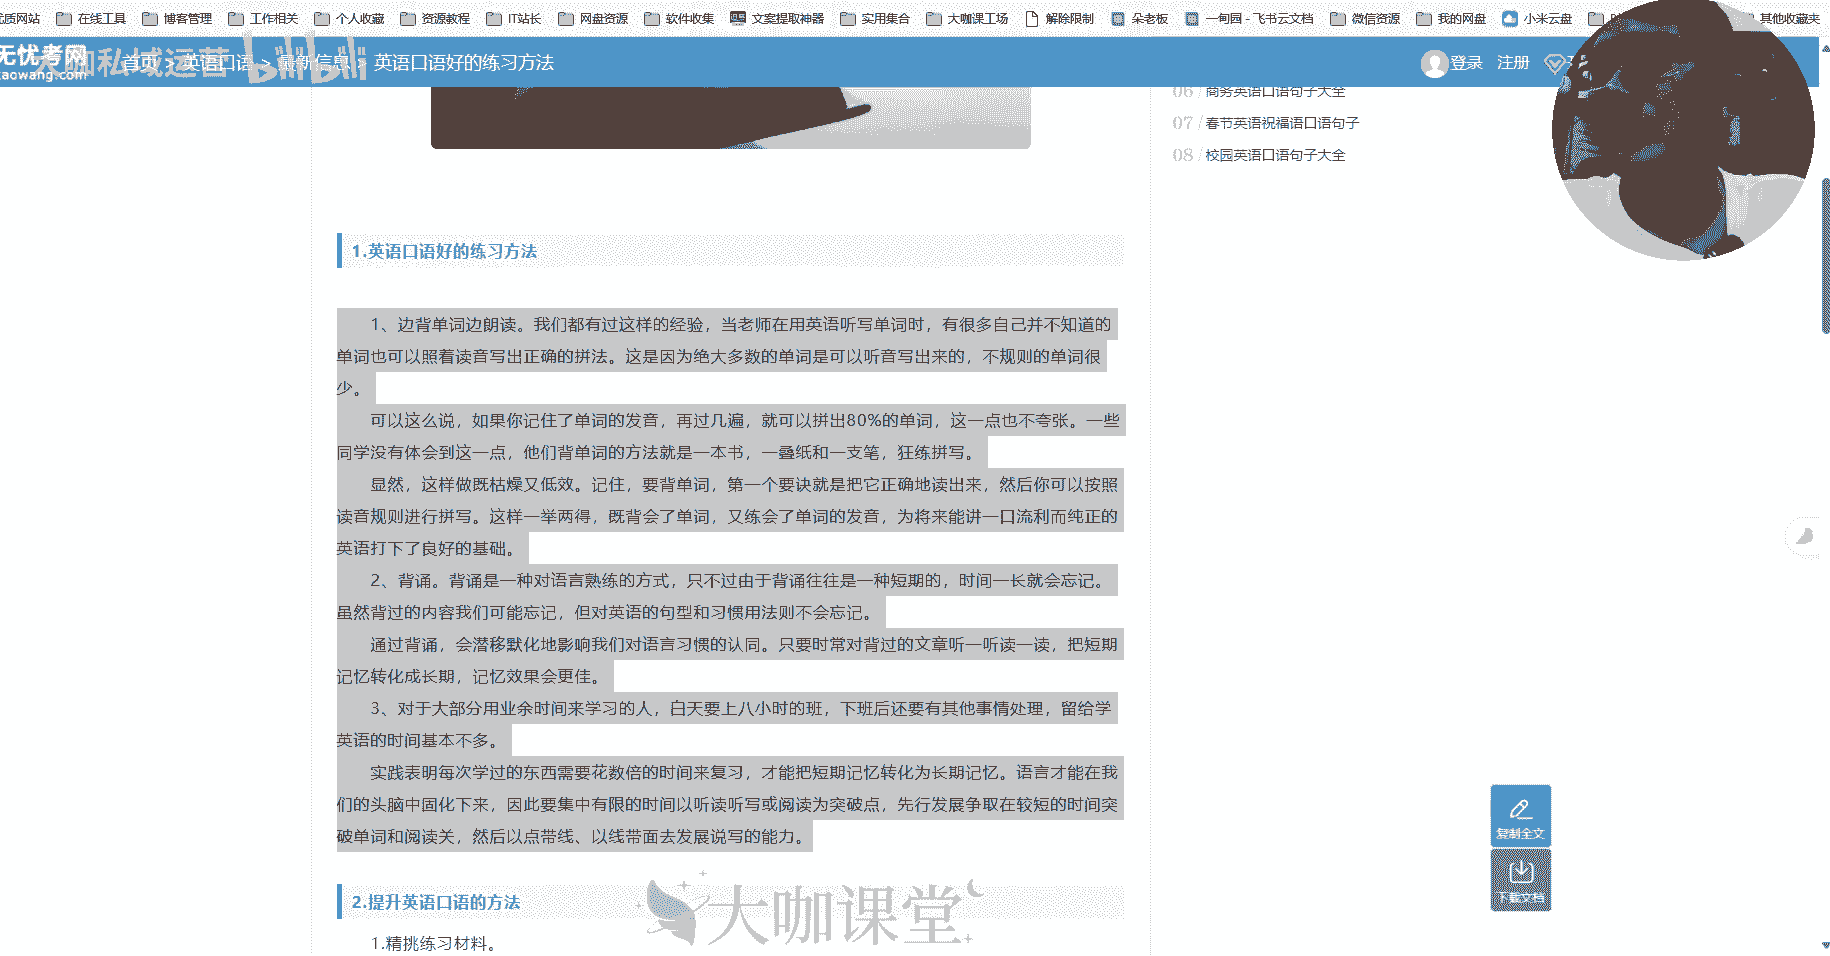 优质网站 在线工具 博客管理 工作相关 个人收藏 资源教程 IT站长 网盘资源 软件收集 文案提取神器 实用集合 大咖课工场 解除限制 朵老板 一甸园 - 飞书云文档 微信资源 我的网盘 小米云盘 其他收藏夹
无忧考网 首页 > 英语口语 > 最新信息 > 英语口语好的练习方法 登录 注册
大咖私域运营 bilibili
06 / 商务英语口语句子大全
07 / 春节英语祝福语口语句子
08 / 校园英语口语句子大全
1.英语口语好的练习方法
1、边背单词边朗读。我们都有过这样的经验，当老师在用英语听写单词时，有很多自己并不知道的
单词也可以照着读音写出正确的拼法。这是因为绝大多数的单词是可以听音写出来的，不规则的单词很
少。
可以这么说，如果你记住了单词的发音，再过几遍，就可以拼出80%的单词，这一点也不夸张。一些
同学没有体会到这一点，他们背单词的方法就是一本书，一叠纸和一支笔，狂练拼写。
显然，这样做既枯燥又低效。记住，要背单词，第一个要诀就是把它正确地读出来，然后你可以按照
读音规则进行拼写。这样一举两得，既背会了单词，又练会了单词的发音，为将来能讲一口流利而纯正的
英语打下了良好的基础。
2、背诵。背诵是一种对语言熟练的方式，只不过由于背诵往往是一种短期的，时间一长就会忘记。
虽然背过的内容我们可能忘记，但对英语的句型和习惯用法则不会忘记。
通过背诵，会潜移默化地影响我们对语言习惯的认同。只要时常对背过的文章听一听读一读，把短期
记忆转化成长期，记忆效果会更佳。
3、对于大部分用业余时间来学习的人，白天要上八小时的班，下班后还要有其他事情处理，留给学
英语的时间基本不多。
实践表明每次学过的东西需要花数倍的时间来复习，才能把短期记忆转化为长期记忆。语言才能在我
们的头脑中固化下来，因此要集中有限的时间以听读听写或阅读为突破点，先行发展争取在较短的时间突
破单词和阅读关，然后以点带线、以线带面去发展说写的能力。
复制全文
下载文档
2.提升英语口语的方法
大咖课堂
1.精挑练习材料。